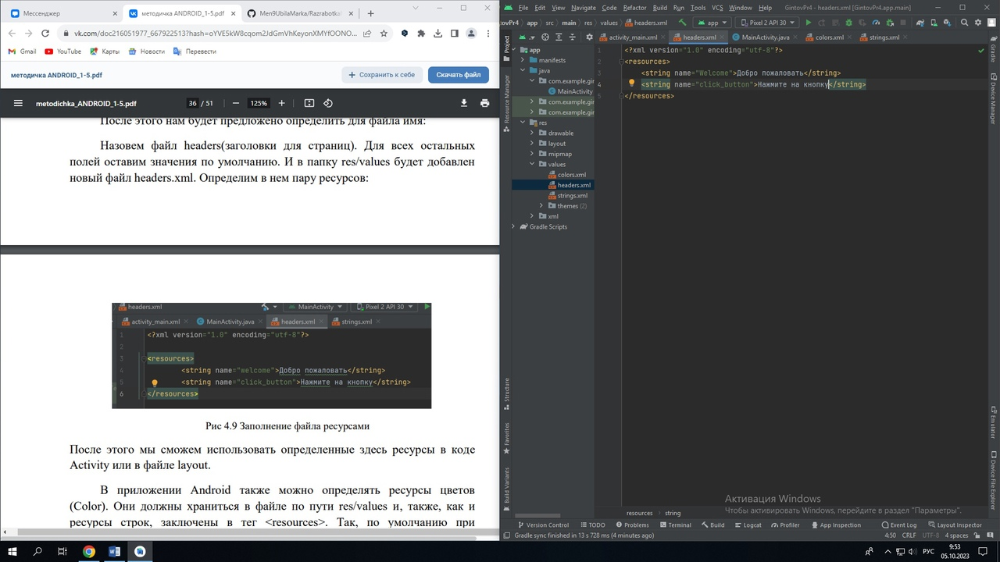 Мессенджер
методичка ANDROID_1-5.pdf
Men9UbilaMarka/Razrabotka
vk.com/doc216051977_667922513?hash=oYVE5kW8cqom2JdGmVhKeyonXMYfOONO...
Gmail
YouTube
Карты
Новости
Перевести
методичка ANDROID_1-5.pdf
Сохранить к себе
Скачать файл
metodichka_ANDROID_1-5.pdf
36 / 51
125%
После этого нам будет предложено определить для файла имя:
Назовем файл headers(заголовки для страниц). Для всех остальных
полей оставим значения по умолчанию. И в папку res/values будет добавлен
новый файл headers.xml. Определим в нем пару ресурсов:
headers.xml
MainActivity
Pixel 2 API 30
activity_main.xml
MainActivity.java
headers.xml
strings.xml
1 <?xml version="1.0" encoding="utf-8"?>
2
3 <resources>
4 <string name="welcome">Добро пожаловать</string>
5 <string name="click_button">Нажмите на кнопку</string>
6 </resources>
Рис 4.9 Заполнение файла ресурсами
После этого мы сможем использовать определенные здесь ресурсы в коде
Activity или в файле layout.
В приложении Android также можно определять ресурсы цветов
(Color). Они должны храниться в файле по пути res/values и, также, как и
ресурсы строк, заключены в тег <resources>. Так, по умолчанию при
File Edit View Navigate Code Refactor Build Run Tools VCS Window Help
GintovPr4 - headers.xml [GintovPr4.app.main]
ntovPr4 app src main res values headers.xml
app
Pixel 2 API 30
activity_main.xml
headers.xml
MainActivity.java
colors.xml
strings.xml
Project
Resource Manager
Structure
Favorites
Build Variants
app
manifests
java
com.example.gir
MainActivity
com.example.gir
com.example.gir
res
drawable
layout
mipmap
values
colors.xml
headers.xml
strings.xml
themes (2)
xml
Gradle Scripts
1 <?xml version="1.0" encoding="utf-8"?>
2 <resources>
3 <string name="Welcome">Добро пожаловать</string>
4 <string name="click_button">Нажмите на кнопку</string>
5 </resources>
Gradle
Device Manager
Emulator
Device File Explorer
Активация Windows
Чтобы активировать Windows, перейдите в раздел "Параметры".
resources string
Version Control
TODO
Problems
Terminal
Build
Logcat
Profiler
App Inspection
Event Log
Layout Inspector
Gradle sync finished in 13 s 728 ms (4 minutes ago)
4:50 CRLF UTF-8 4 spaces
РУС
9:53
05.10.2023